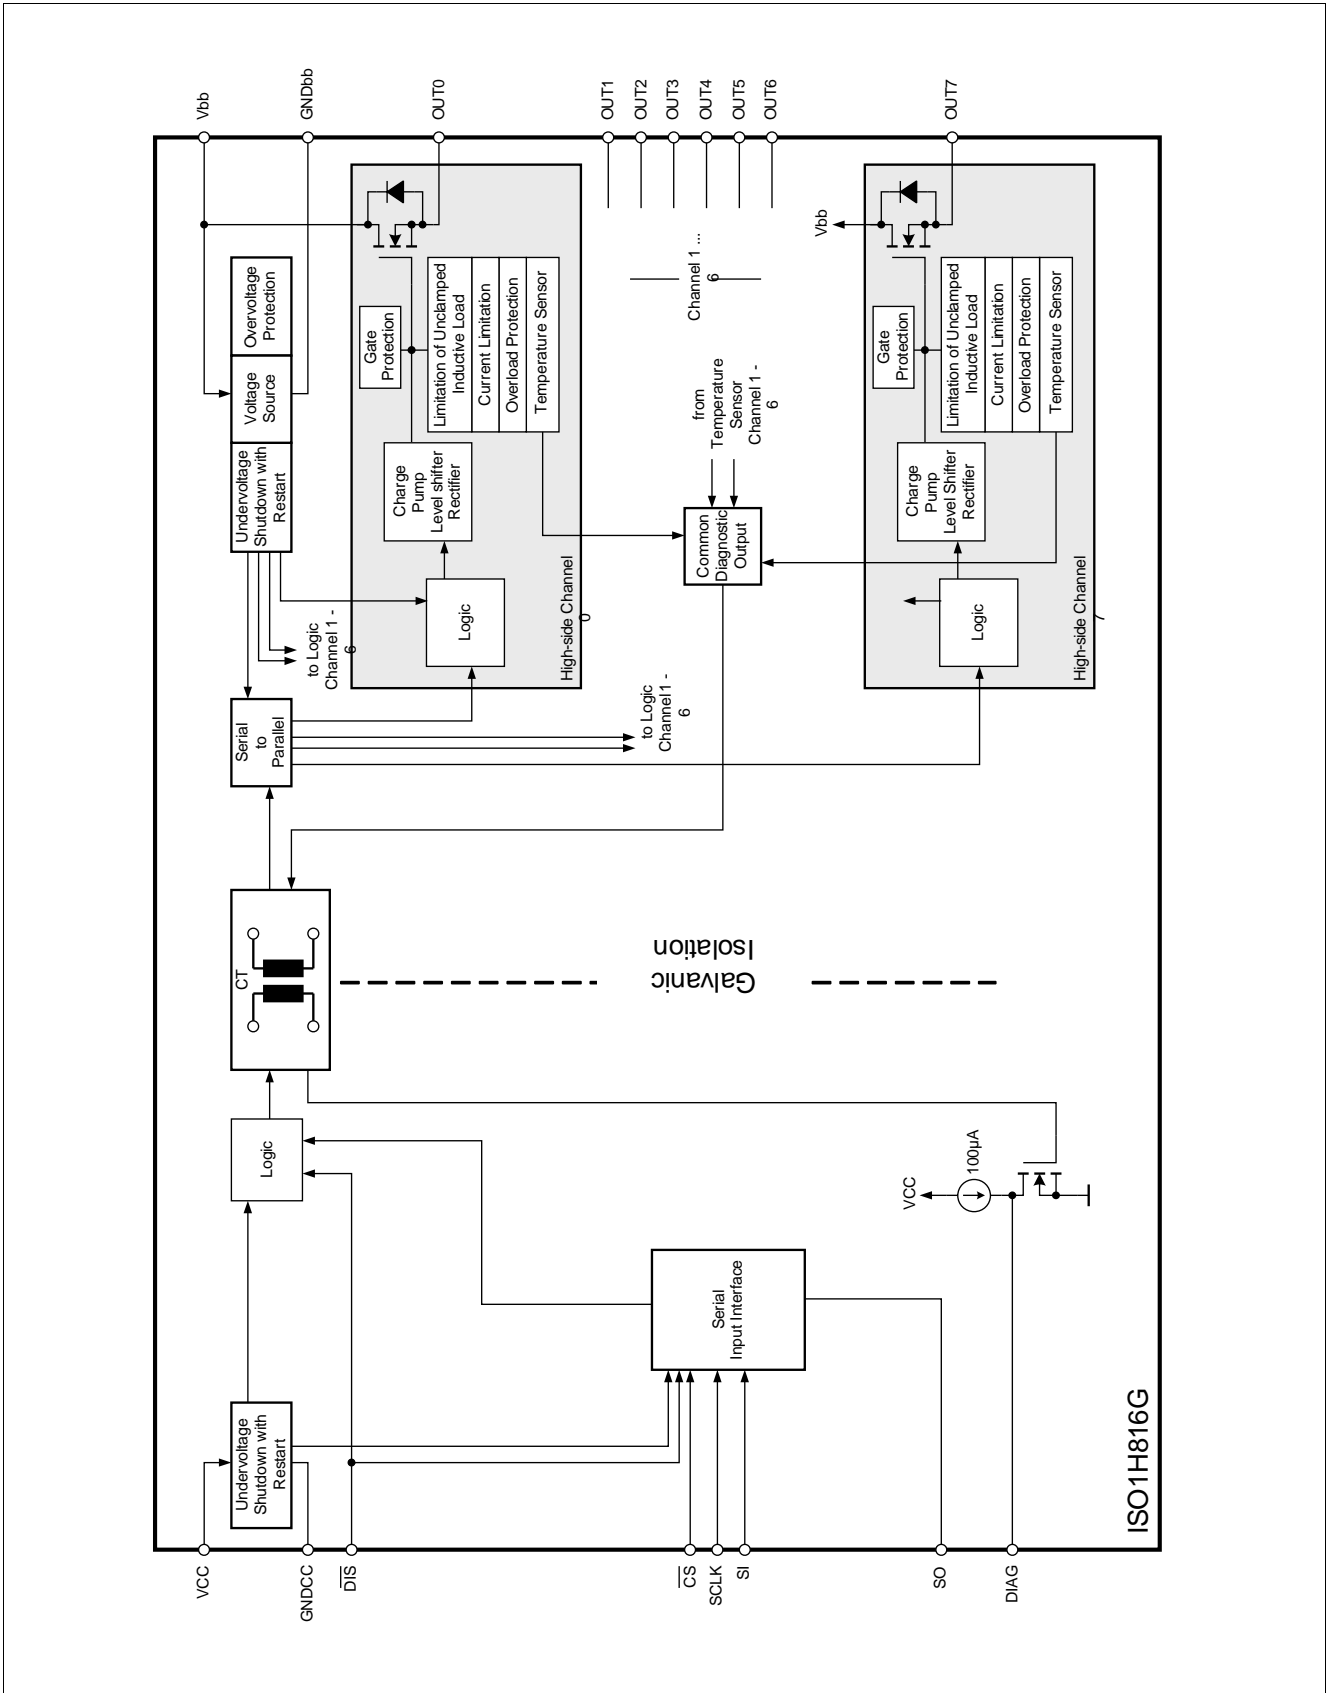 VCC
GNDCC
DIS
CS
SCLK
SI
SO
DIAG
Undervoltage
Shutdown with
Restart
Serial
Input Interface
Logic
VCC
100µA
CT
Galvanic
Isolation
Serial
to
Parallel
to Logic
Channel 1 -
6
to Logic
Channel1 -
6
Undervoltage
Shutdown with
Restart
Voltage
Source
Overvoltage
Protection
Vbb
GNDbb
OUT0
OUT1
OUT2
OUT3
OUT4
OUT5
OUT6
OUT7
High-side Channel
0
Logic
Charge
Pump
Level shifter
Rectifier
Gate
Protection
Limitation of Unclamped
Inductive Load
Current Limitation
Overload Protection
Temperature Sensor
Common
Diagnostic
Output
from
Temperature
Sensor
Channel 1 -
6
Channel 1 ...
6
High-side Channel
7
Logic
Charge
Pump
Level Shifter
Rectifier
Gate
Protection
Limitation of Unclamped
Inductive Load
Current Limitation
Overload Protection
Temperature Sensor
Vbb
ISO1H816G